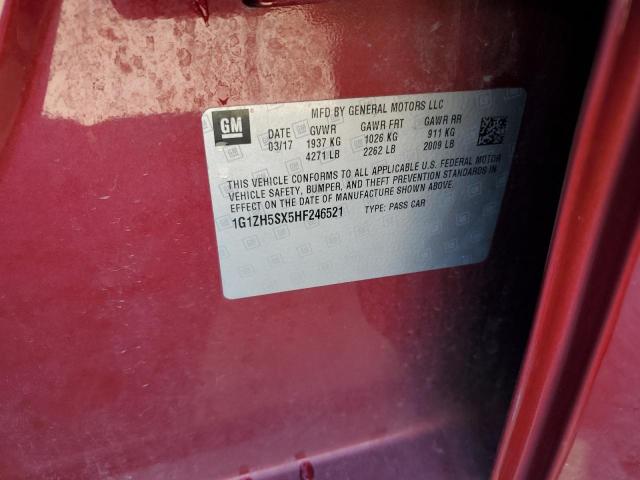 GM
MFD BY GENERAL MOTORS LLC
DATE GVWR GAWR FRT GAWR RR
03/17 1937 KG 1026 KG 911 KG
4271 LB 2262 LB 2009 LB
THIS VEHICLE CONFORMS TO ALL APPLICABLE U.S. FEDERAL MOTOR
VEHICLE SAFETY, BUMPER, AND THEFT PREVENTION STANDARDS IN
EFFECT ON THE DATE OF MANUFACTURE SHOWN ABOVE.
1G1ZH5SX5HF246521 TYPE: PASS CAR